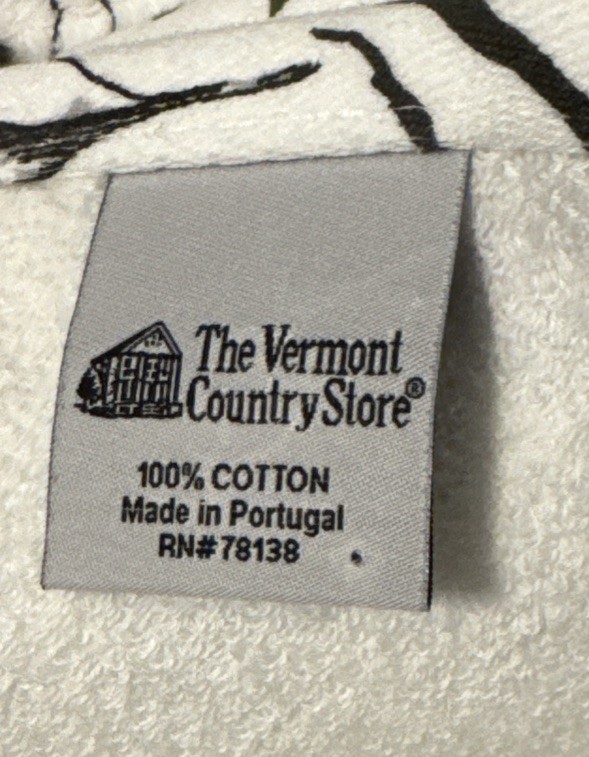 The Vermont
Country Store®
100% COTTON
Made in Portugal
RN#78138